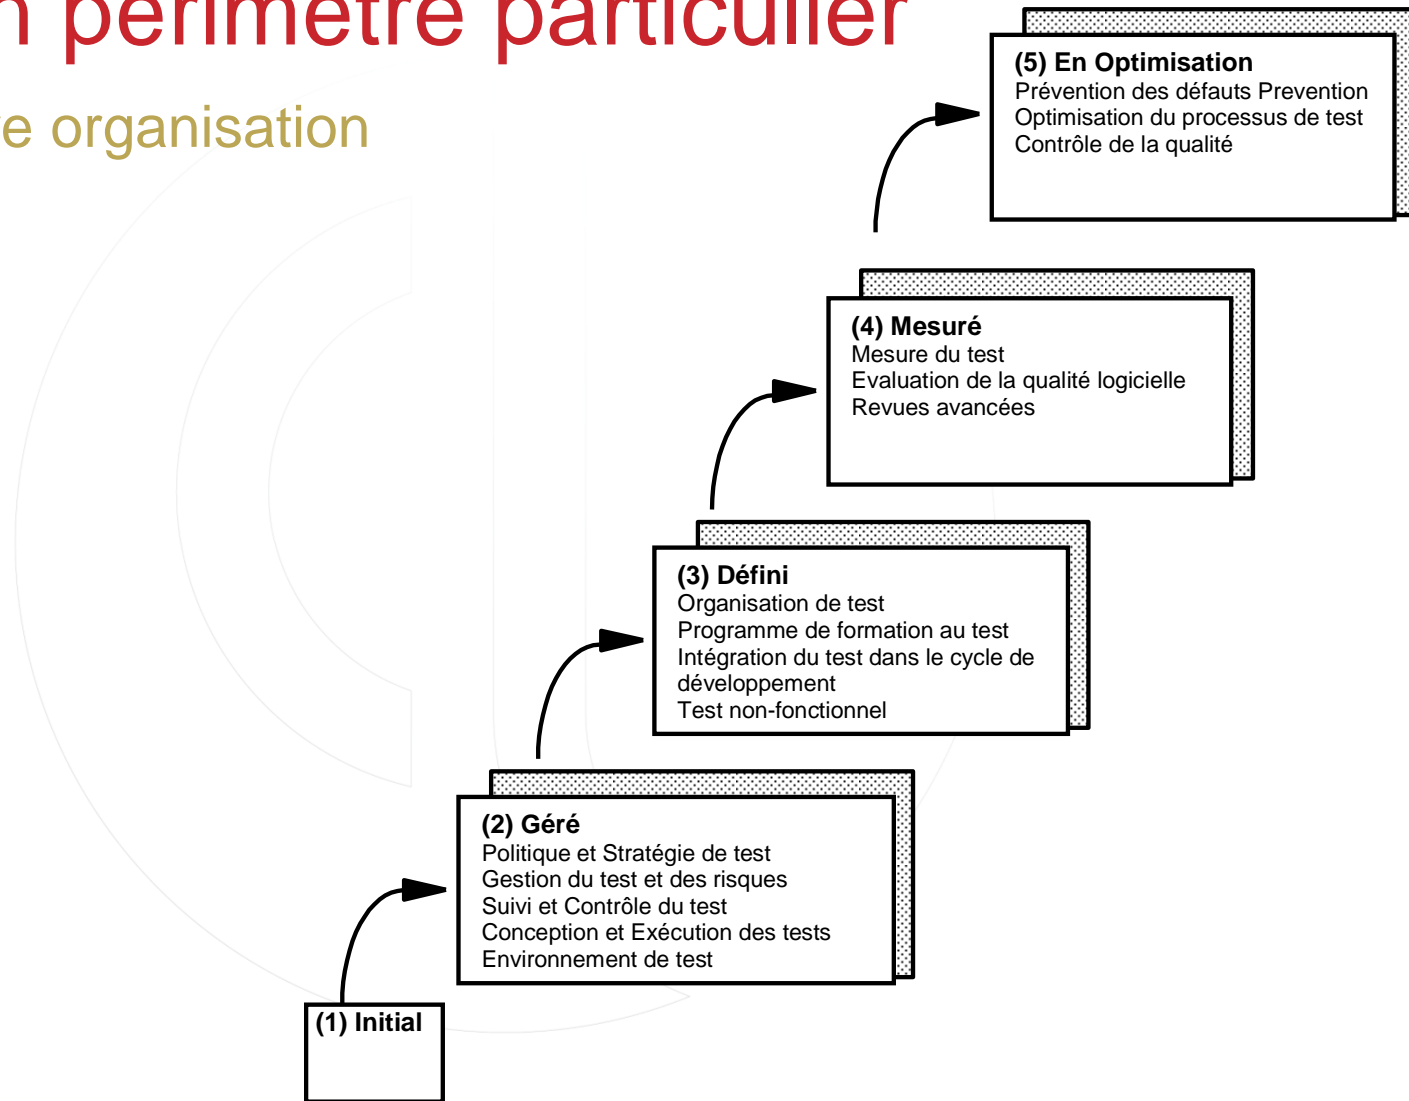 n périmètre particulier
e organisation
(5) En Optimisation
Prévention des défauts Prevention
Optimisation du processus de test
Contrôle de la qualité
(4) Mesuré
Mesure du test
Evaluation de la qualité logicielle
Revues avancées
(3) Défini
Organisation de test
Programme de formation au test
Intégration du test dans le cycle de
développement
Test non-fonctionnel
(2) Géré
Politique et Stratégie de test
Gestion du test et des risques
Suivi et Contrôle du test
Conception et Exécution des tests
Environnement de test
(1) Initial